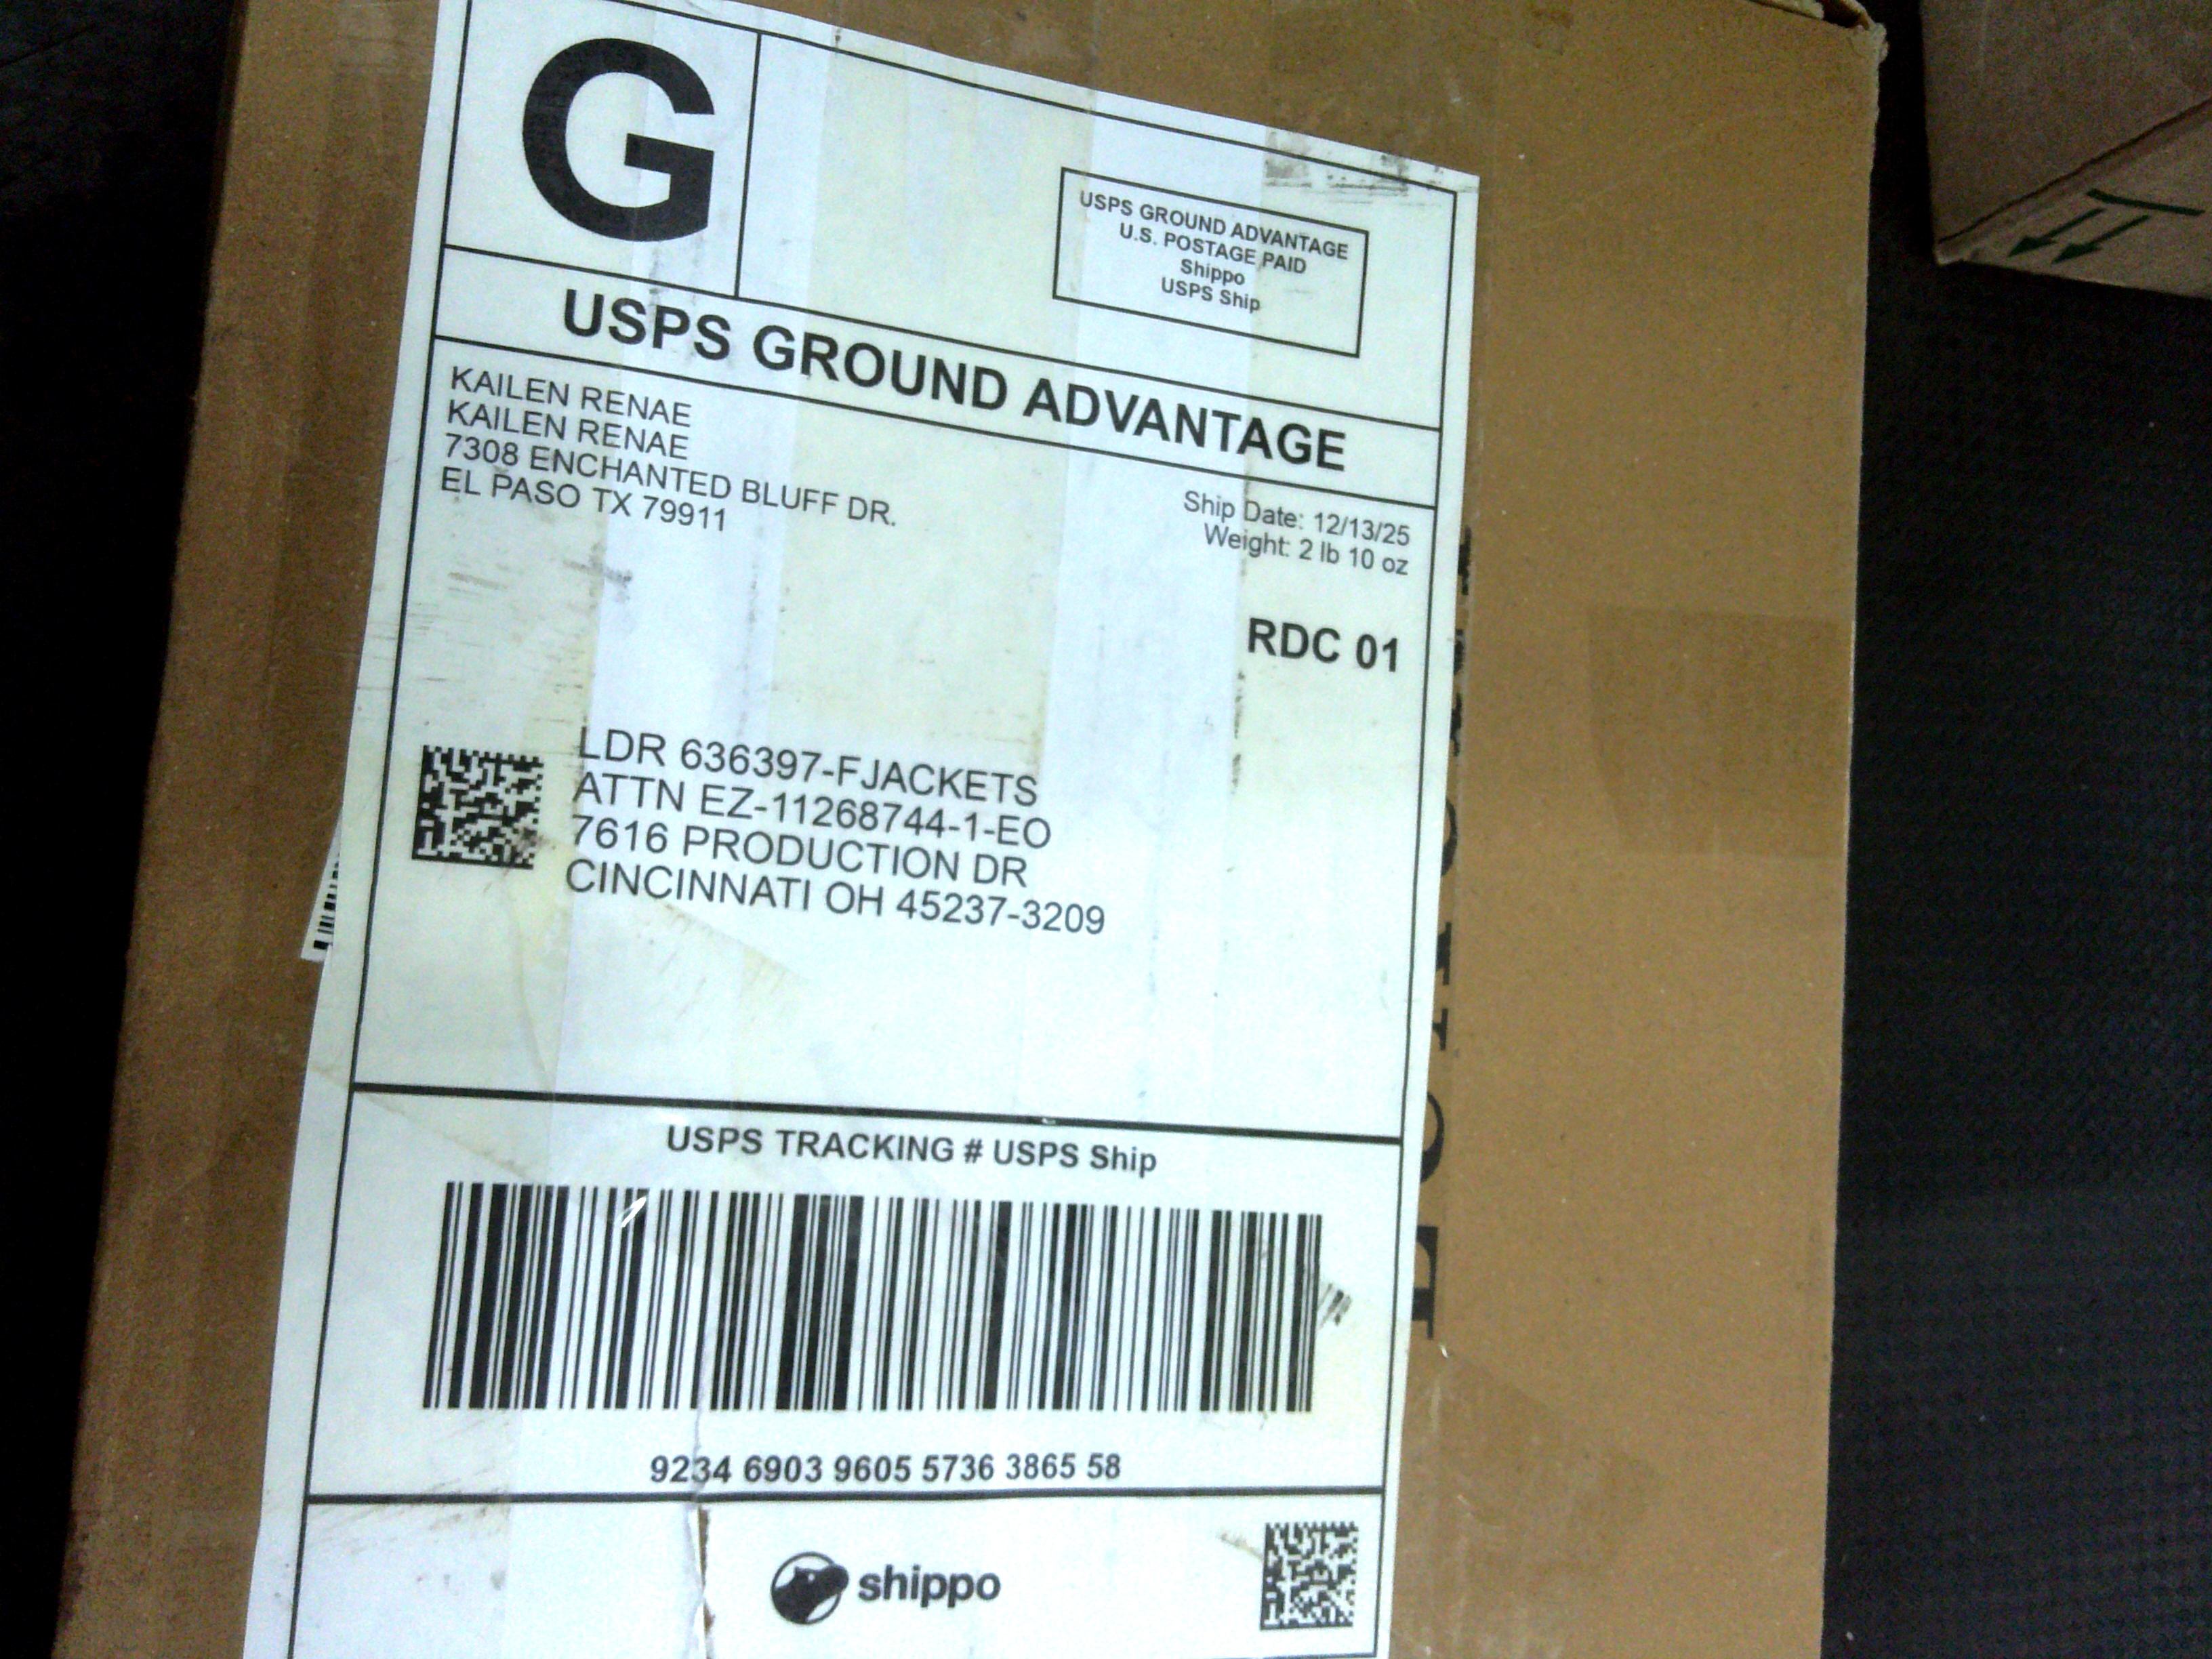 G
USPS GROUND ADVANTAGE
U.S. POSTAGE PAID
Shippo
USPS Ship
USPS GROUND ADVANTAGE
KAILEN RENAE
KAILEN RENAE
7308 ENCHANTED BLUFF DR.
EL PASO TX 79911
Ship Date: 12/13/25
Weight: 2 lb 10 oz
RDC 01
LDR 636397-FJACKETS
ATTN EZ-11268744-1-EO
7616 PRODUCTION DR
CINCINNATI OH 45237-3209
USPS TRACKING # USPS Ship
9234 6903 9605 5736 3865 58
shippo